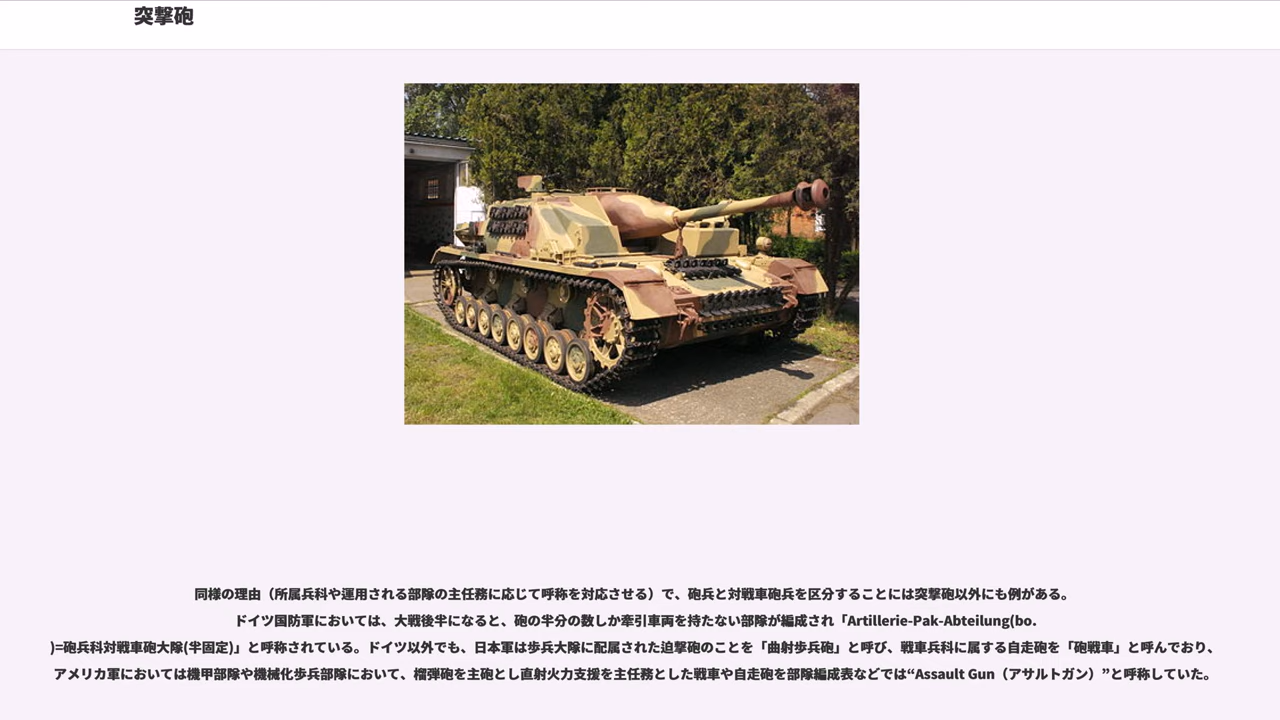 突撃砲
同様の理由（所属兵科や運用される部隊の主任務に応じて呼称を対応させる）で、砲兵と対戦車砲兵を区分することには突撃砲以外にも例がある。
ドイツ国防軍においては、大戦後半になると、砲の半分の数しか牽引車両を持たない部隊が編成され「Artillerie-Pak-Abteilung(bo.
)=砲兵科対戦車砲大隊(半固定)」と呼称されている。ドイツ以外でも、日本軍は歩兵大隊に配属された迫撃砲のことを「曲射歩兵砲」と呼び、戦車兵科に属する自走砲を「砲戦車」と呼んでおり、
アメリカ軍においては機甲部隊や機械化歩兵部隊において、榴弾砲を主砲とし直射火力支援を主任務とした戦車や自走砲を部隊編成表などでは“Assault Gun（アサルトガン）”と呼称していた。